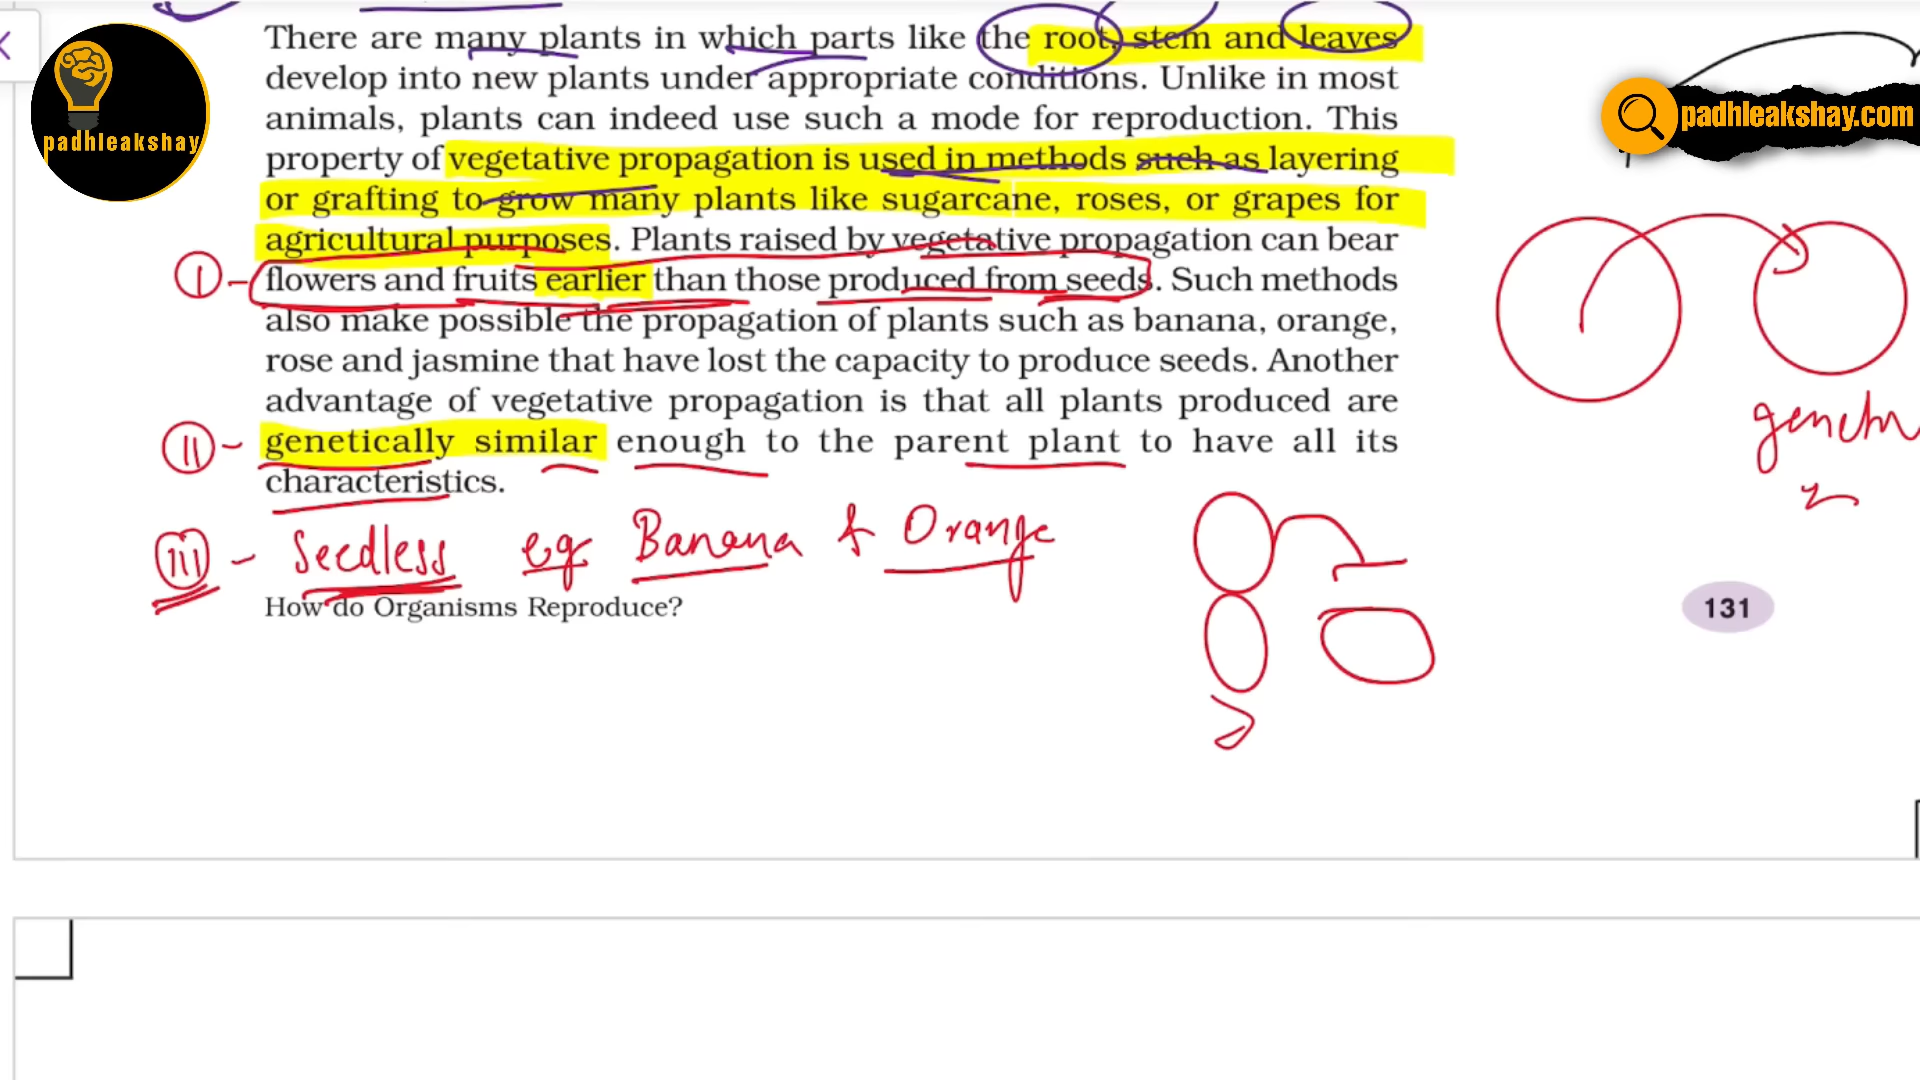 There are many plants in which parts like the root, stem and leaves
develop into new plants under appropriate conditions. Unlike in most
animals, plants can indeed use such a mode for reproduction. This
property of vegetative propagation is used in methods such as layering
or grafting to grow many plants like sugarcane, roses, or grapes for
agricultural purposes. Plants raised by vegetative propagation can bear
flowers and fruits earlier than those produced from seeds. Such methods
also make possible the propagation of plants such as banana, orange,
rose and jasmine that have lost the capacity to produce seeds. Another
advantage of vegetative propagation is that all plants produced are
genetically similar enough to the parent plant to have all its
characteristics.
I -
II -
III - Seedless eg Banana & Orange
How do Organisms Reproduce?
131
padhleakshay
padhleakshay.com